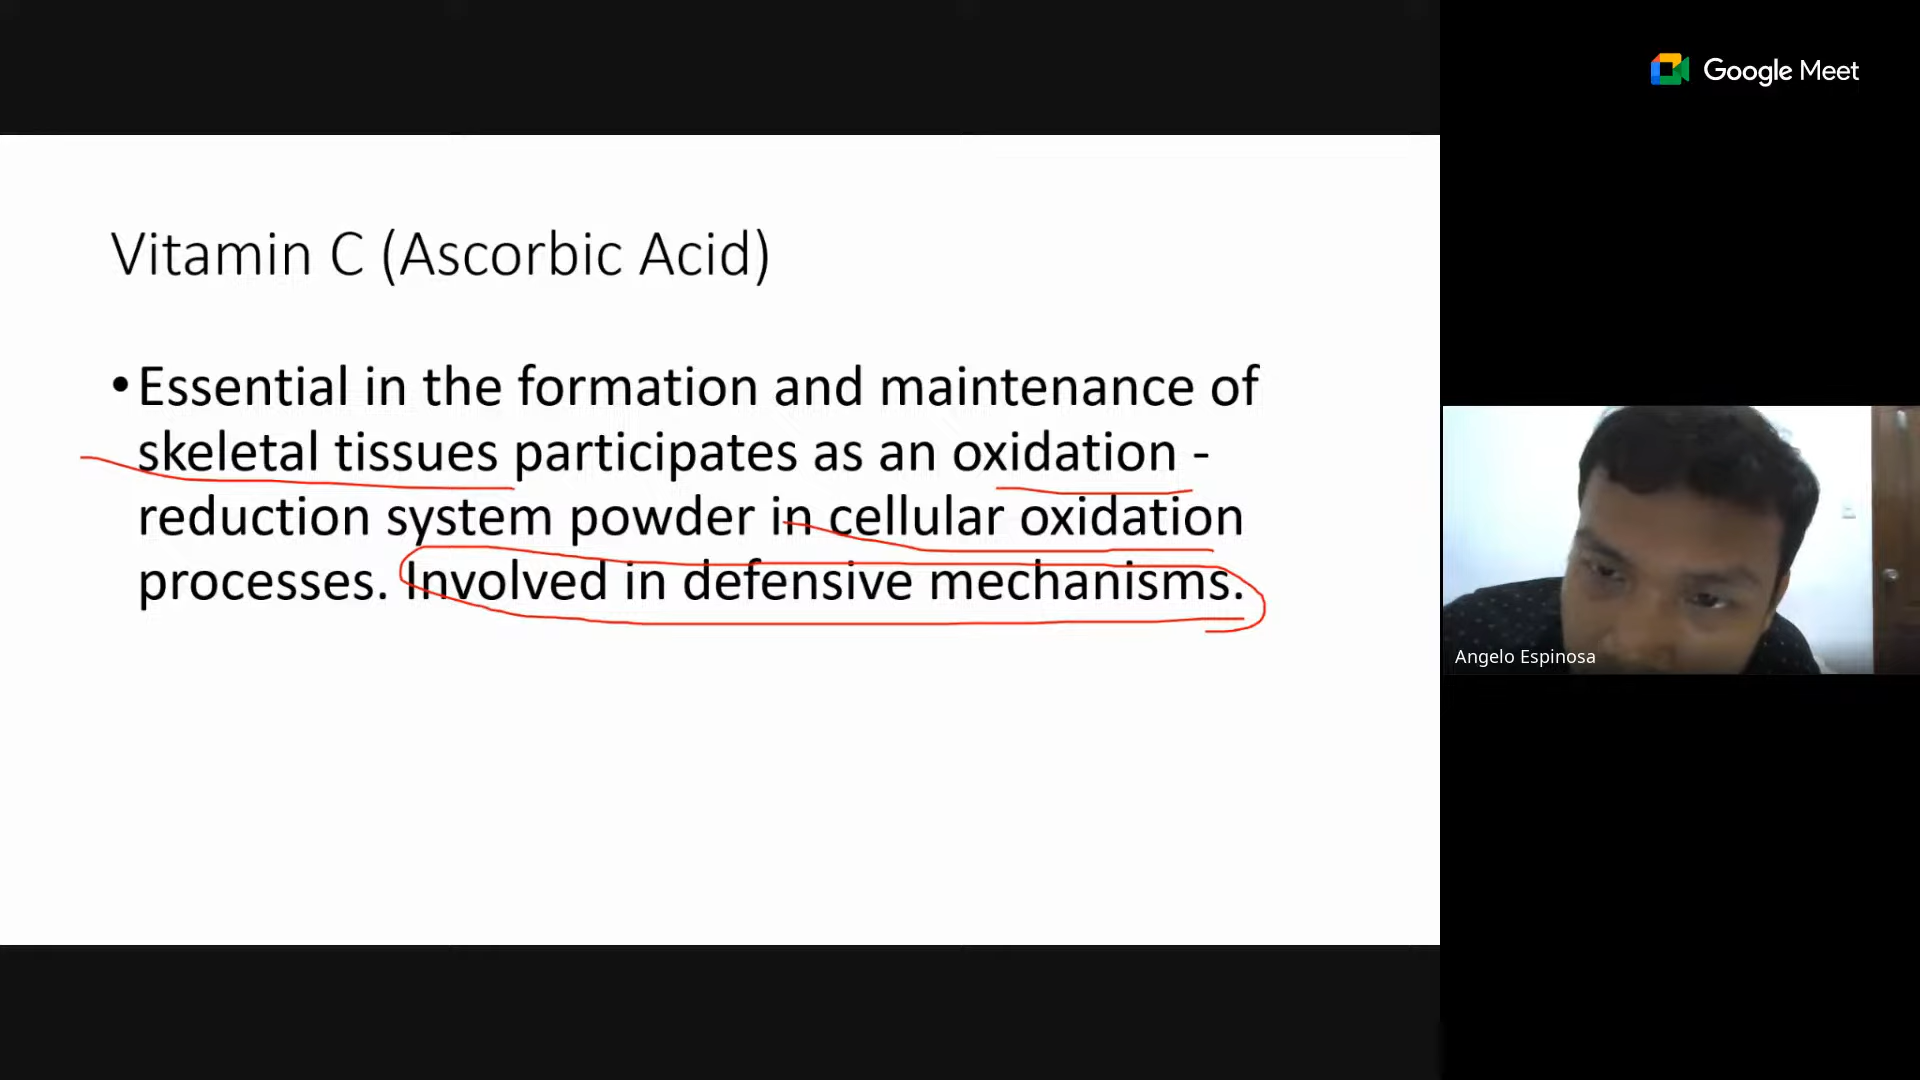 Google Meet
Vitamin C (Ascorbic Acid)
•Essential in the formation and maintenance of
skeletal tissues participates as an oxidation -
reduction system powder in cellular oxidation
processes. Involved in defensive mechanisms.
Angelo Espinosa